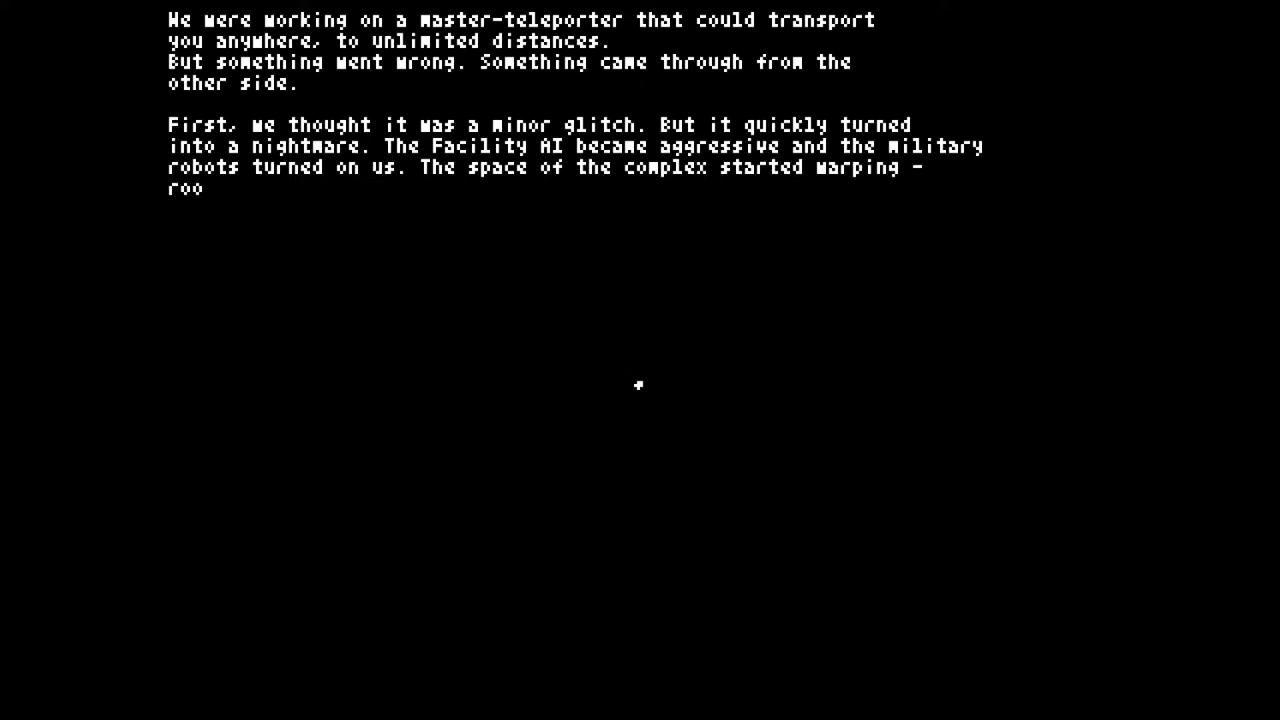 We were working on a master-teleporter that could transport
you anywhere, to unlimited distances.
But something went wrong. Something came through from the
other side.
First, we thought it was a minor glitch. But it quickly turned
into a nightmare. The Facility AI became aggressive and the military
robots turned on us. The space of the complex started warping -
roo